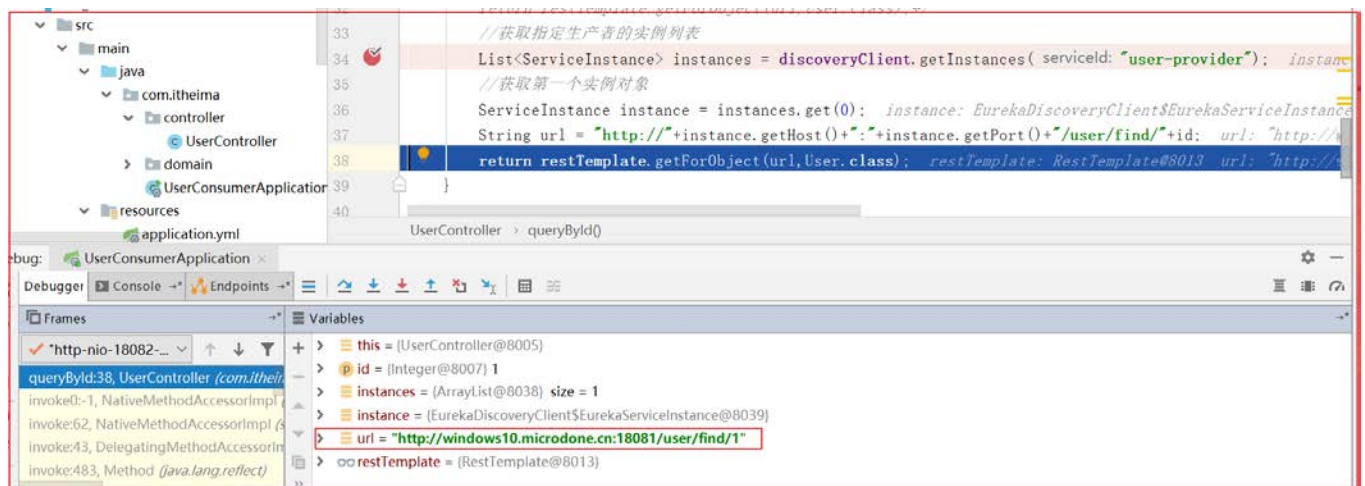 src
main
java
com.itheima
controller
UserController
domain
UserConsumerApplication
resources
application.yml
33 //获取指定生产者的实例列表
34 List<ServiceInstance> instances = discoveryClient.getInstances( serviceId: "user-provider"); instanc
35 //获取第一个实例对象
36 ServiceInstance instance = instances.get(0); instance: EurekaDiscoveryClient$EurekaServiceInstance
37 String url = "http://"+instance.getHost()+":"+instance.getPort()+"/user/find/"+id; url: "http://w
38 return restTemplate.getForObject(url,User.class); restTemplate: RestTemplate@8013 url: "http://w
39 }
40
UserController › queryById()
ebug: UserConsumerApplication ×
Debugger Console Endpoints
Frames
Variables
"http-nio-18082-...
queryById:38, UserController (com.itheim
invoke0:-1, NativeMethodAccessorImpl (
invoke:62, NativeMethodAccessorImpl (s
invoke:43, DelegatingMethodAccessorIm
invoke:483, Method (java.lang.reflect)
this = {UserController@8005}
id = {Integer@8007} 1
instances = {ArrayList@8038} size = 1
instance = {EurekaDiscoveryClient$EurekaServiceInstance@8039}
url = "http://windows10.microdone.cn:18081/user/find/1"
restTemplate = {RestTemplate@8013}